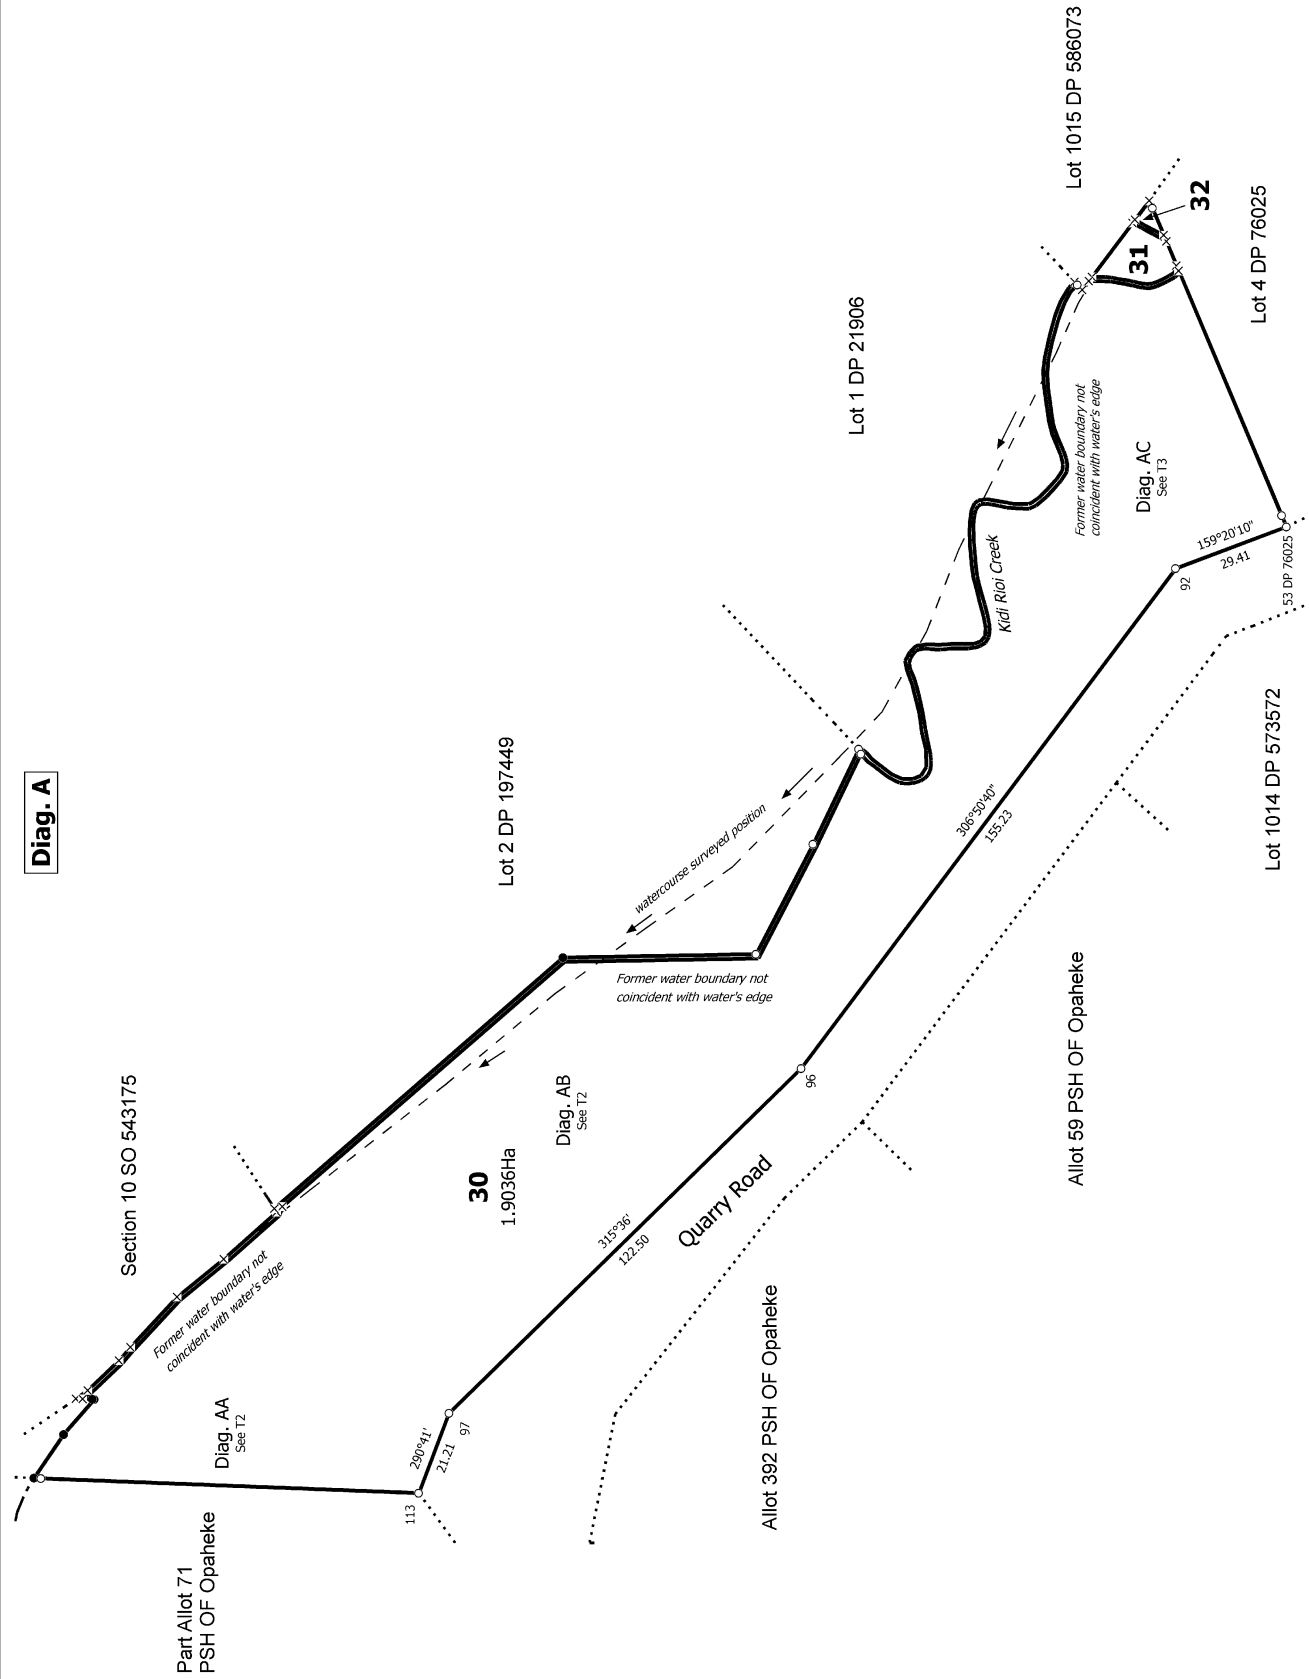 Diag. A
Part Allot 71
PSH OF Opaheke
Section 10 SO 543175
Former water boundary not
coincident with water's edge
Diag. AA
See T2
113
290°41'
21.21
97
30
1.9036Ha
Diag. AB
See T2
Lot 2 DP 197449
Former water boundary not
coincident with water's edge
watercourse surveyed position
315°36'
122.50
Quarry Road
96
Allot 392 PSH OF Opaheke
Lot 1 DP 21906
Kidi Rioi Creek
306°50'40"
155.23
Allot 59 PSH OF Opaheke
Former water boundary not
coincident with water's edge
Lot 1015 DP 586073
Diag. AC
See T3
31
32
92
159°20'10"
29.41
53 DP 76025
Lot 4 DP 76025
Lot 1014 DP 573572